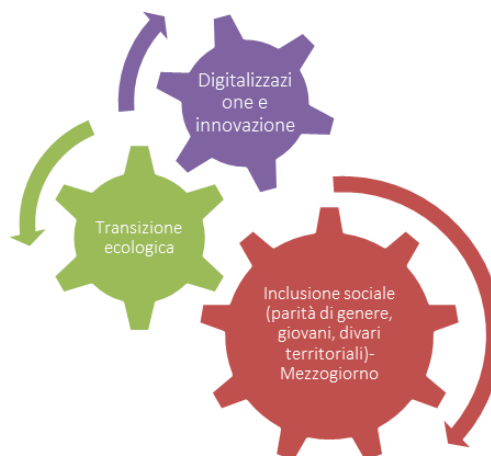 Digitalizzazi
one e
innovazione
Transizione
ecologica
Inclusione sociale
(parità di genere,
giovani, divari
territoriali)-
Mezzogiorno